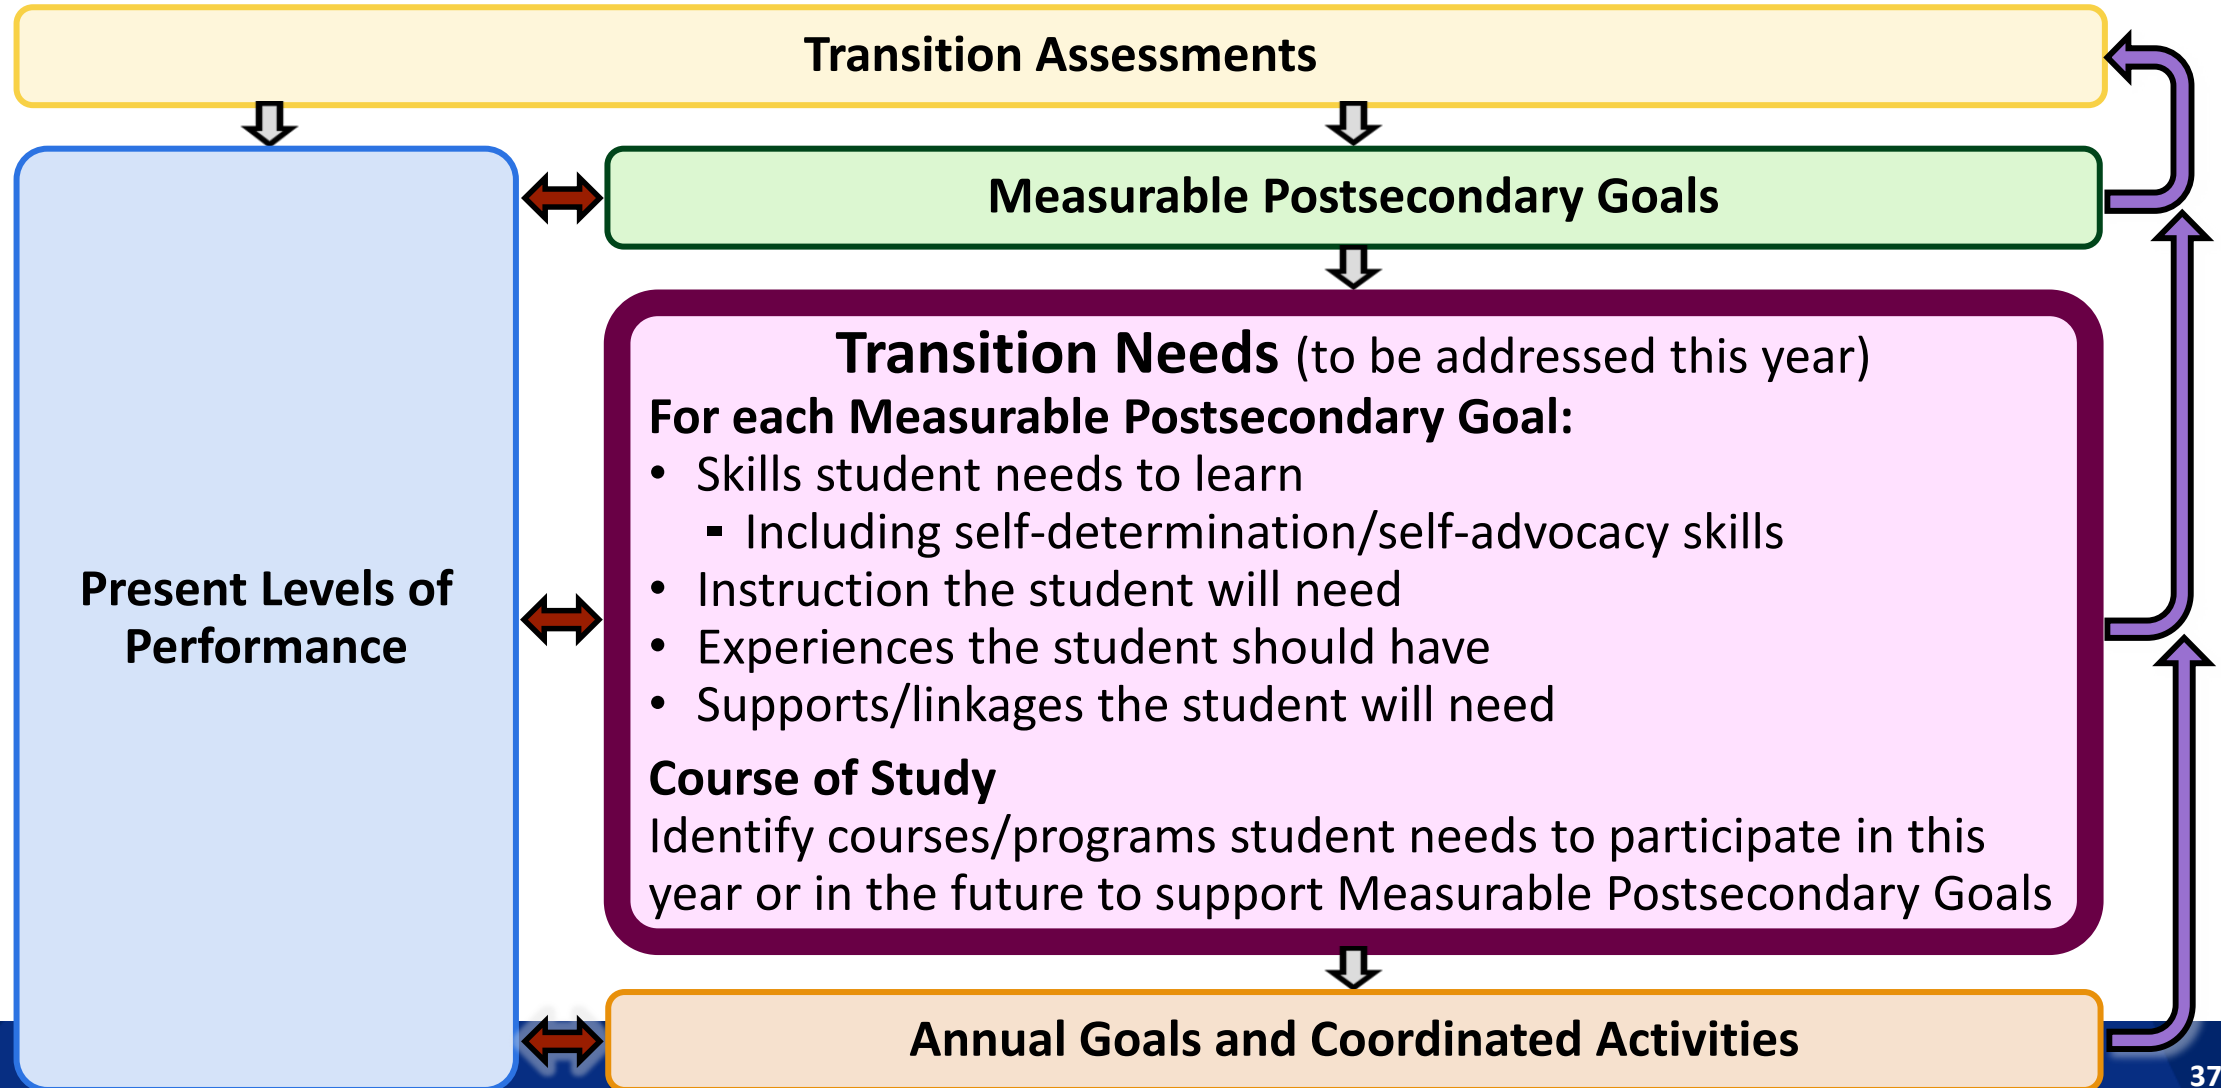 Transition Assessments
Measurable Postsecondary Goals
Present Levels of
Performance
Transition Needs (to be addressed this year)
For each Measurable Postsecondary Goal:
• Skills student needs to learn
▪ Including self-determination/self-advocacy skills
• Instruction the student will need
• Experiences the student should have
• Supports/linkages the student will need
Course of Study
Identify courses/programs student needs to participate in this
year or in the future to support Measurable Postsecondary Goals
Annual Goals and Coordinated Activities
37